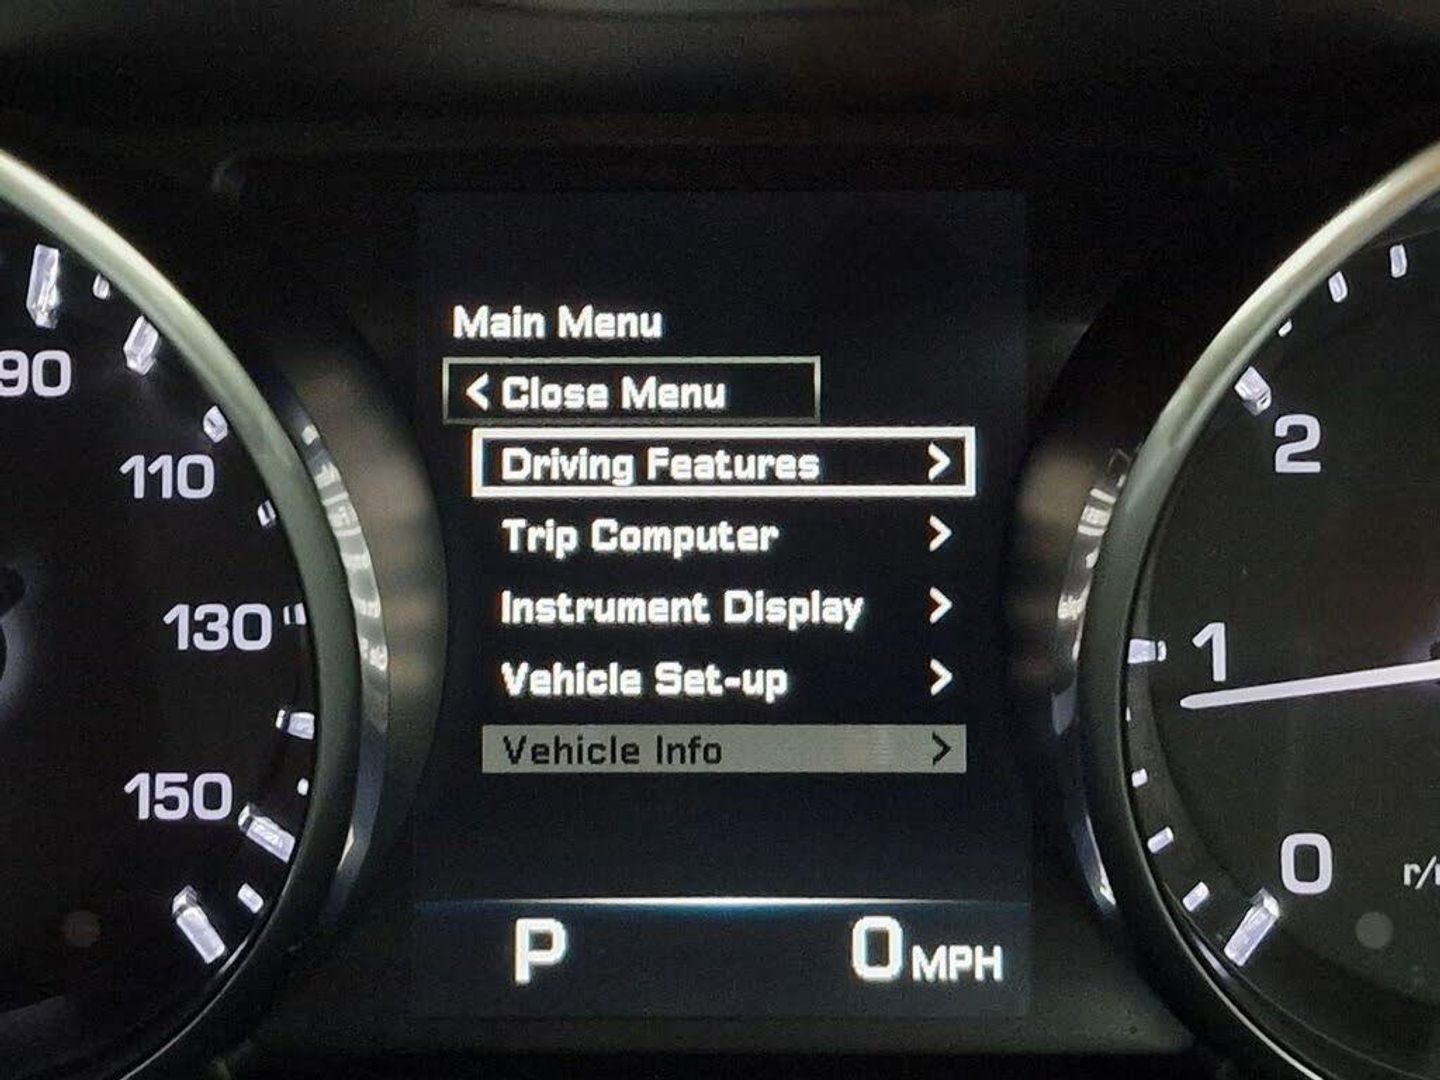 Main Menu
< Close Menu
Driving Features >
Trip Computer >
Instrument Display >
Vehicle Set-up >
Vehicle Info >
P
0 MPH
90
110
130
150
2
1
0